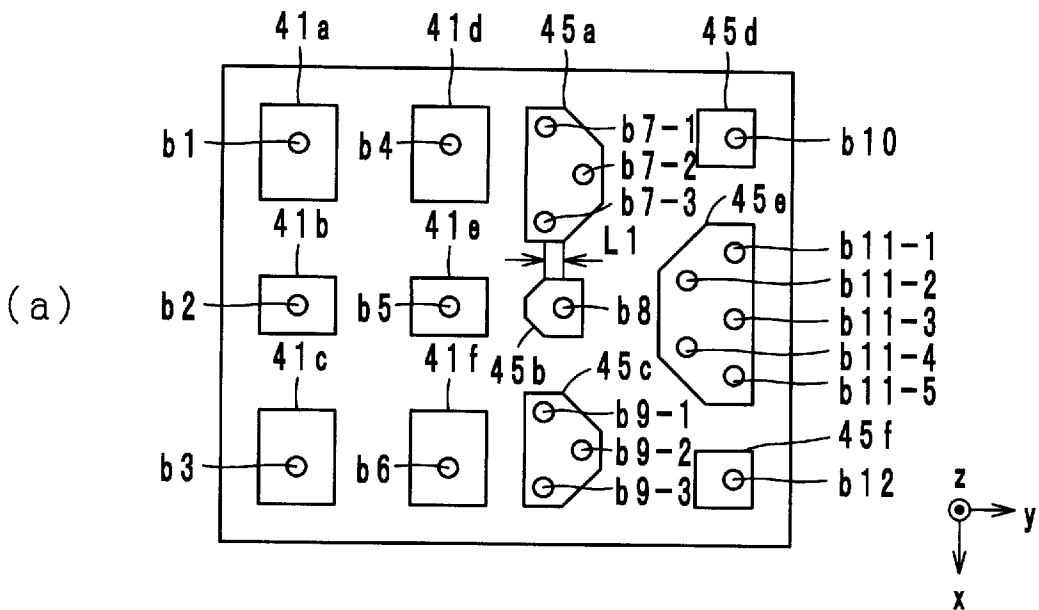 41a 41d 45a 45d
b1 b4 b7-1 b10
b7-2
b7-3 45e
41b 41e L1 b11-1
b11-2
(a) b2 b5 b8 b11-3
b11-4
41c 41f 45b 45c b11-5
b9-1
b9-2 45f
b3 b6 b9-3 b12
z
y
x